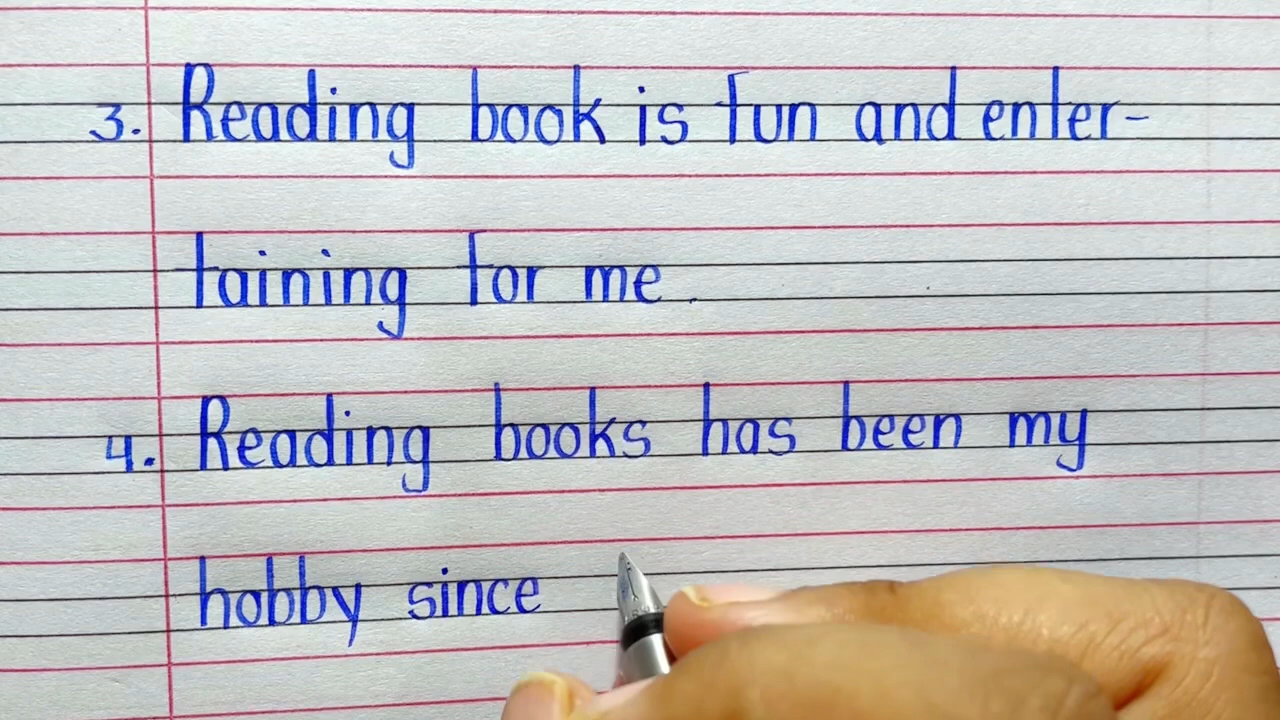 3. Reading book is fun and enter-
taining for me.
4. Reading books has been my
hobby since